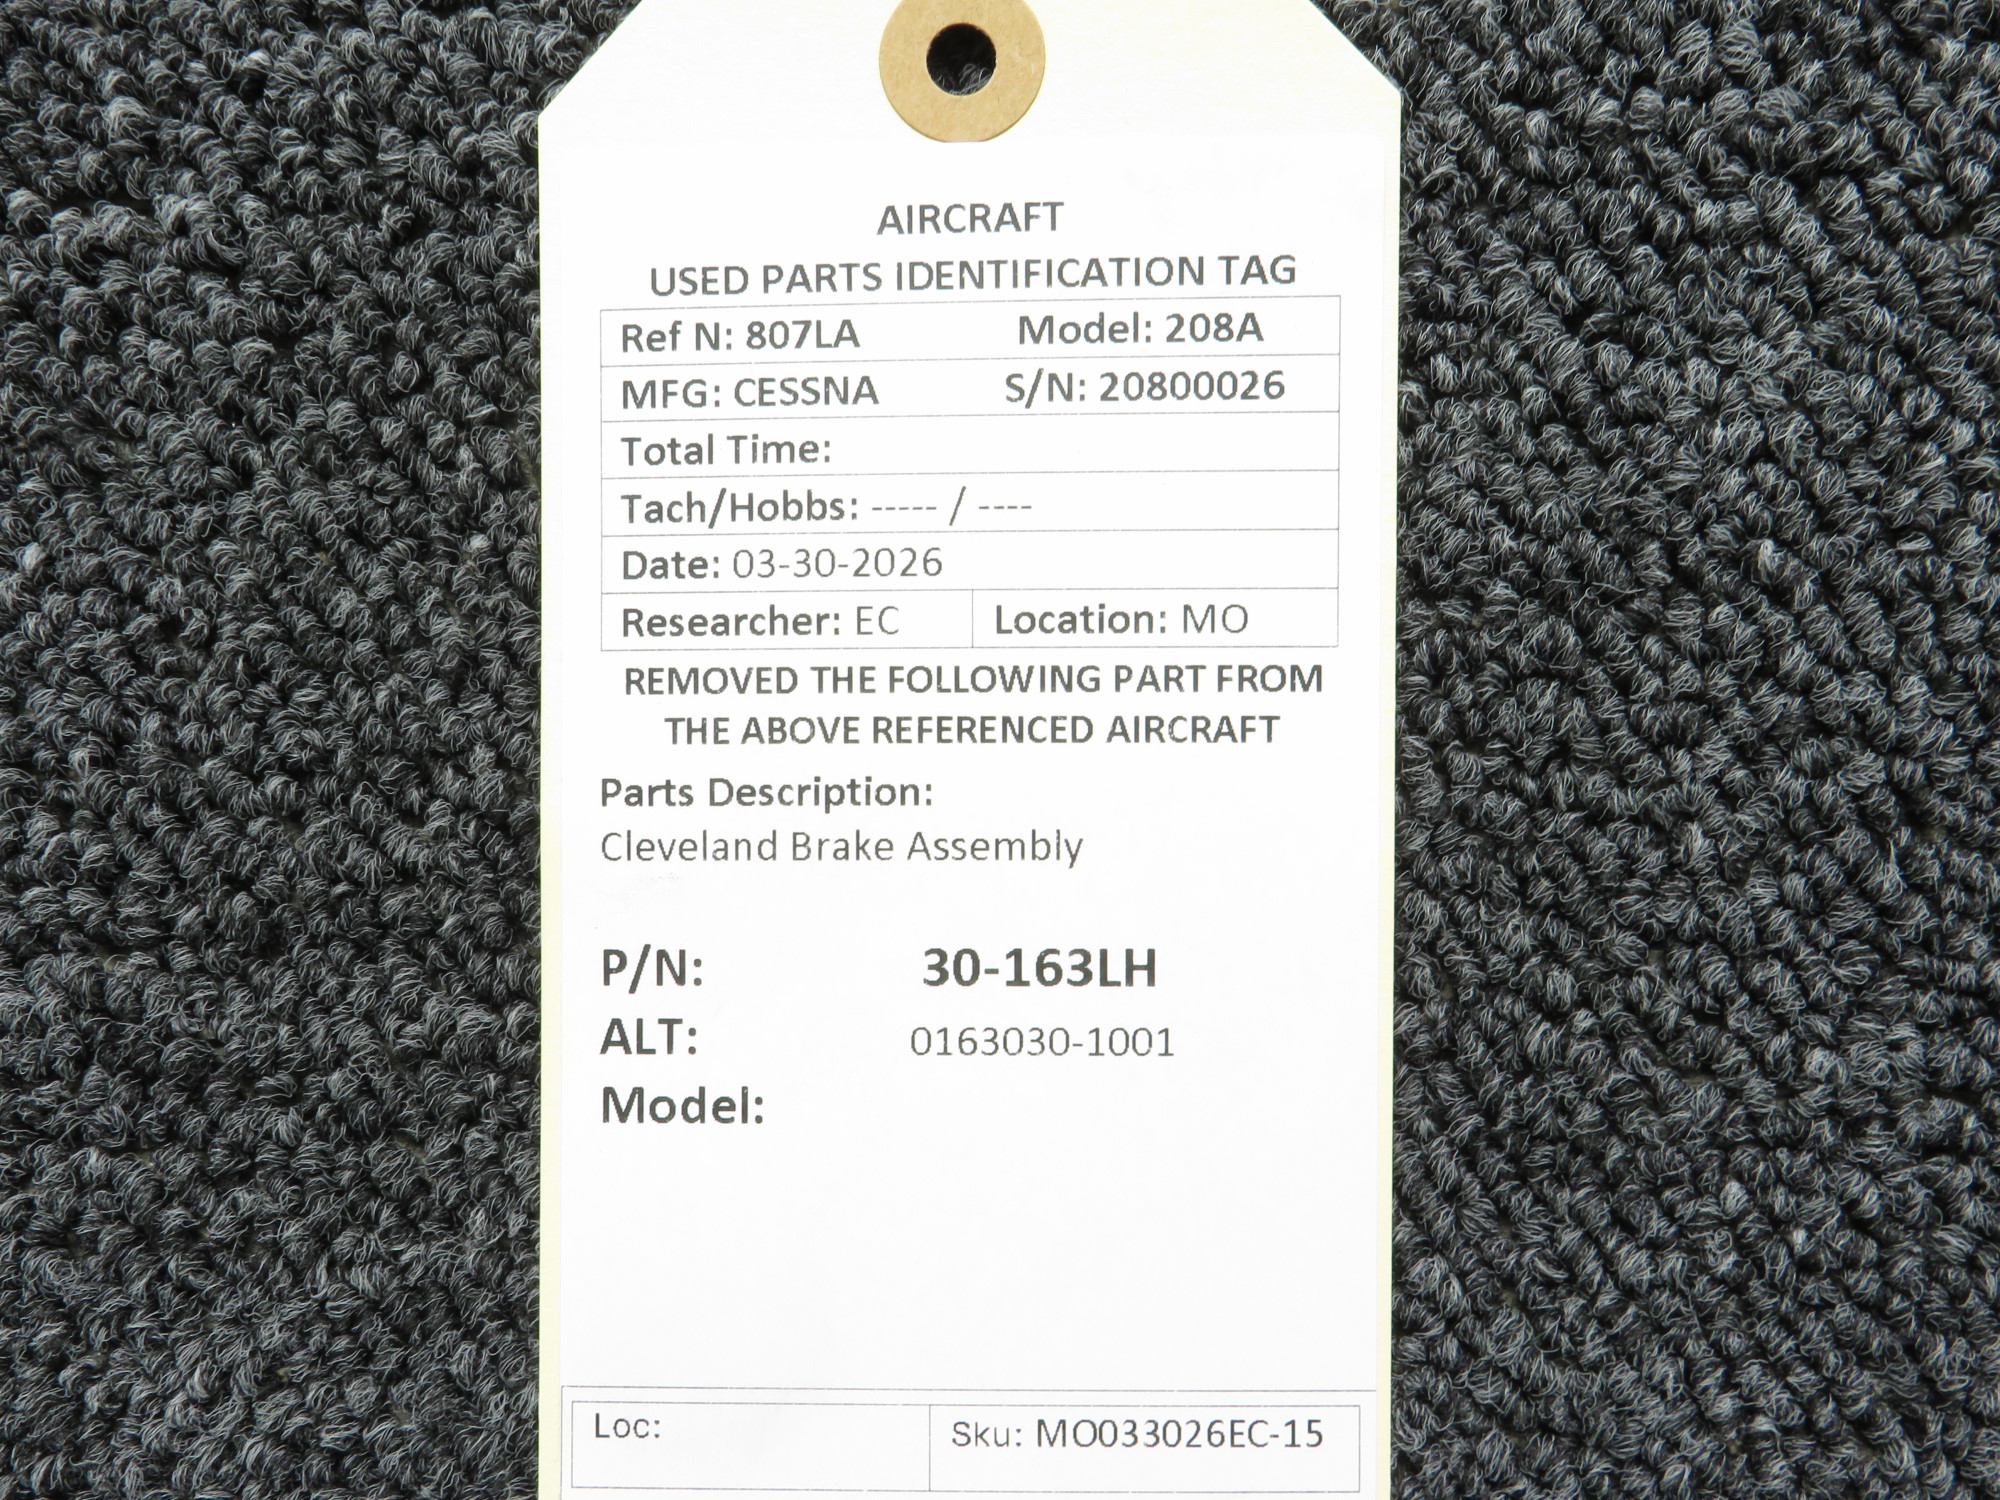 AIRCRAFT
USED PARTS IDENTIFICATION TAG
Ref N: 807LA Model: 208A
MFG: CESSNA S/N: 20800026
Total Time:
Tach/Hobbs: ----- / ----
Date: 03-30-2026
Researcher: EC Location: MO
REMOVED THE FOLLOWING PART FROM
THE ABOVE REFERENCED AIRCRAFT
Parts Description:
Cleveland Brake Assembly
P/N: 30-163LH
ALT: 0163030-1001
Model:
Loc: Sku: MO033026EC-15